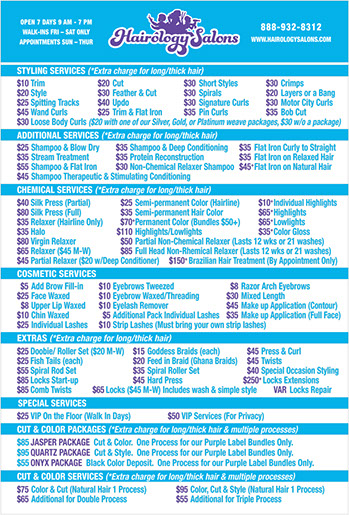 OPEN 7 DAYS 9 AM - 7 PM
WALK-INS FRI – SAT ONLY
APPOINTMENTS SUN – THUR
Hairology Salons
888-932-8312
WWW.HAIROLOGYSALONS.COM
STYLING SERVICES (*Extra charge for long/thick hair)
$10 Trim $20 Cut $30 Short Styles $30 Crimps
$20 Style $30 Feather & Cut $30 Spirals $20 Layers or a Bang
$25 Spitting Tracks $40 Updo $30 Signature Curls $30 Motor City Curls
$45 Wand Curls $25 Trim & Flat Iron $35 Pin Curls $35 Bob Cut
$30 Loose Body Curls ($20 with one of our Silver, Gold, or Platinum weave packages, $30 w/o a package)
ADDITIONAL SERVICES (*Extra charge for long/thick hair)
$25 Shampoo & Blow Dry $35 Shampoo & Deep Conditioning $35 Flat Iron Curly to Straight
$35 Stream Treatment $35 Protein Reconstruction $35 Flat Iron on Relaxed Hair
$55 Shampoo & Flat Iron $30 Non-Chemical Relaxer Shampoo $45* Flat Iron on Natural Hair
$45 Shampoo Therapeutic & Stimulating Conditioning
CHEMICAL SERVICES (*Extra charge for long/thick hair)
$40 Silk Press (Partial) $25 Semi-permanent Color (Hairline) $10* Individual Highlights
$80 Silk Press (Full) $35 Semi-permanent Hair Color $65* Highlights
$35 Relaxer (Hairline Only) $70* Permanent Color (Bundles $50+) $65* Lowlights
$35 Halo $110 Highlights/Lowlights $35* Color Gloss
$80 Virgin Relaxer $50 Partial Non-Chemical Relaxer (Lasts 12 wks or 21 washes)
$65 Relaxer ($45 M-W) $85 Full Head Non-Rhemical Relaxer (Lasts 12 wks or 21 washes)
$45 Partial Relaxer ($20 w/Deep Conditioner) $150* Brazilian Hair Treatment (By Appointment Only)
COSMETIC SERVICES
$5 Add Brow Fill-in $10 Eyebrows Tweezed $8 Razor Arch Eyebrows
$25 Face Waxed $10 Eyebrow Waxed/Threading $30 Mixed Length
$8 Upper Lip Waxed $10 Eyelash Remover $45 Make up Application (Contour)
$10 Chin Waxed $5 Additional Pack Individual Lashes $35 Make up Application (Full Face)
$25 Individual Lashes $10 Strip Lashes (Must bring your own strip lashes)
EXTRAS (*Extra charge for long/thick hair)
$25 Doobie/ Roller Set ($20 M-W) $15 Goddess Braids (each) $45 Press & Curl
$25 Fish Tails (each) $20 Feed in Braid (Ghana Braids) $45 Twists
$55 Spiral Rod Set $35 Spiral Roller Set $40 Special Occasion Styling
$85 Locks Start-up $45 Hard Press $250* Locks Extensions
$85 Comb Twists $65 Locks ($45 M-W) Includes wash & simple style VAR Locks Repair
SPECIAL SERVICES
$25 VIP On the Floor (Walk In Days) $50 VIP Services (For Privacy)
CUT & COLOR PACKAGES (*Extra charge for long/thick hair & multiple processes)
$85 JASPER PACKAGE Cut & Color. One Process for our Purple Label Bundles Only.
$95 QUARTZ PACKAGE Cut & Style. One Process for our Purple Label Bundles Only.
$55 ONYX PACKAGE Black Color Deposit. One Process for our Purple Label Bundles Only.
CUT & COLOR SERVICES (*Extra charge for long/thick hair & multiple processes)
$75 Color & Cut (Natural Hair 1 Process) $95 Color, Cut & Style (Natural Hair 1 Process)
$65 Additional for Double Process $55 Additional for Triple Process